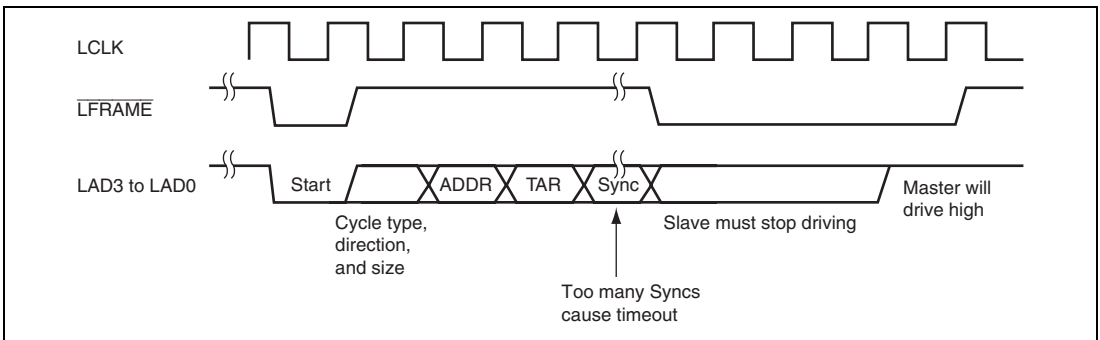 LCLK
LFRAME
LAD3 to LAD0
Start
ADDR
TAR
Sync
Cycle type,
direction,
and size
Slave must stop driving
Master will
drive high
Too many Syncs
cause timeout